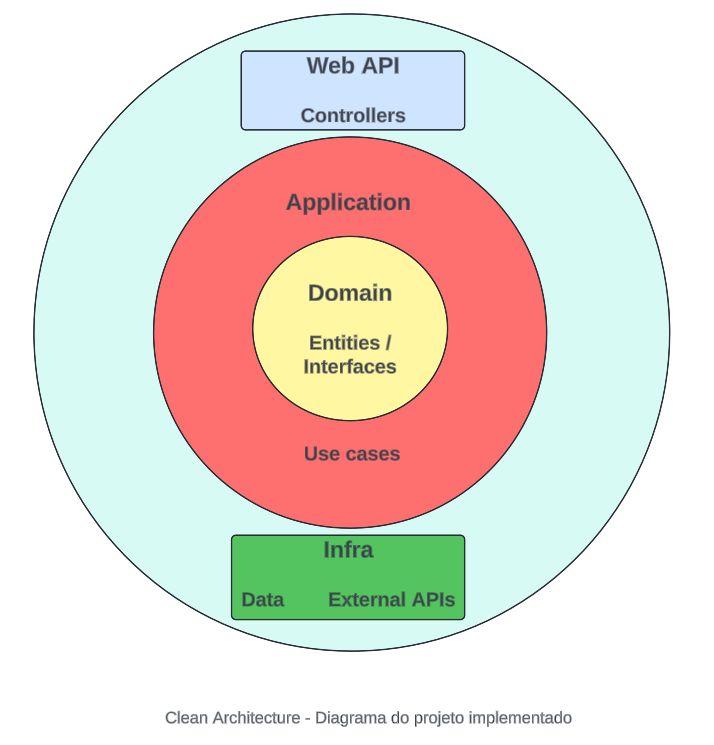 Web API
Controllers
Application
Domain
Entities /
Interfaces
Use cases
Infra
Data External APIs
Clean Architecture - Diagrama do projeto implementado